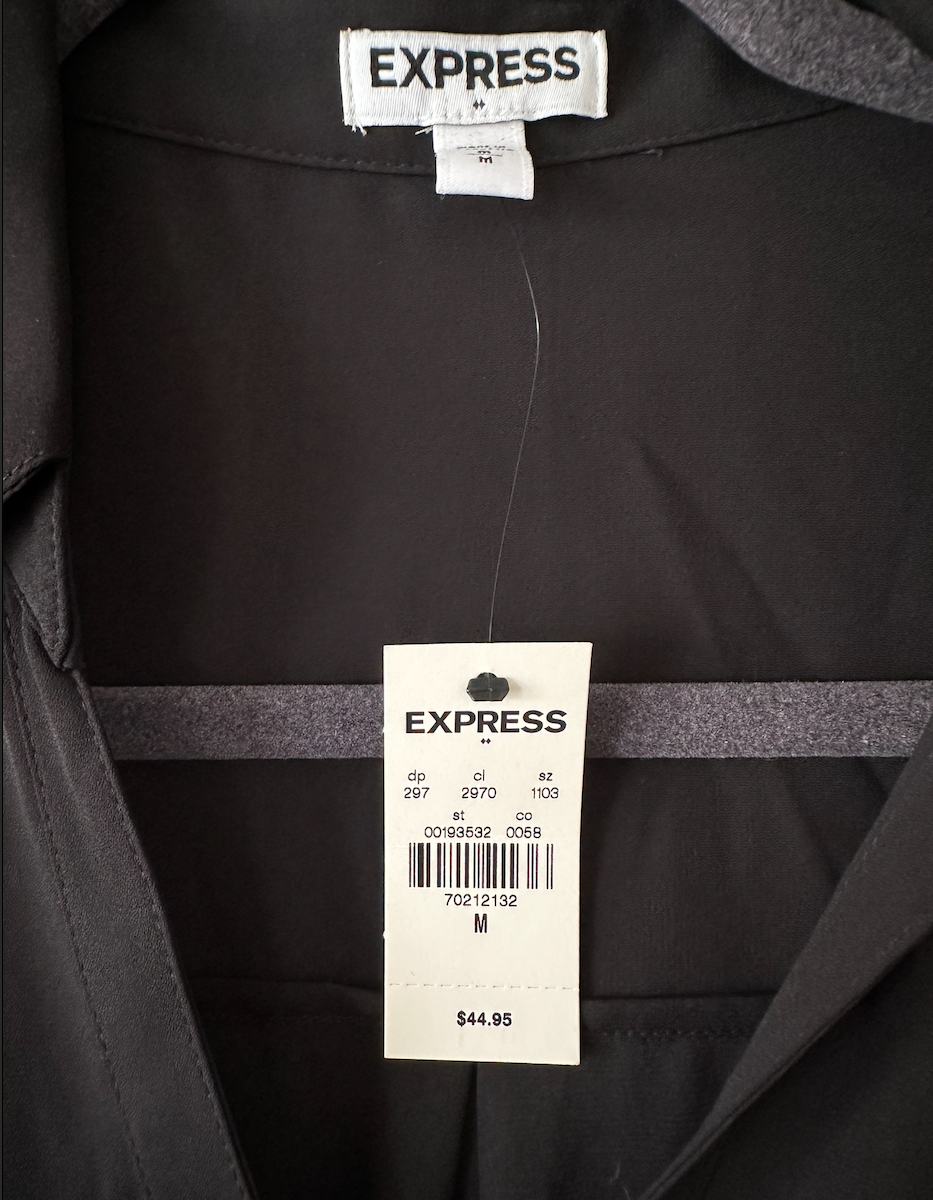 EXPRESS
M
EXPRESS
dp cl sz
297 2970 1103
st co
00193532 0058
70212132
M
$44.95